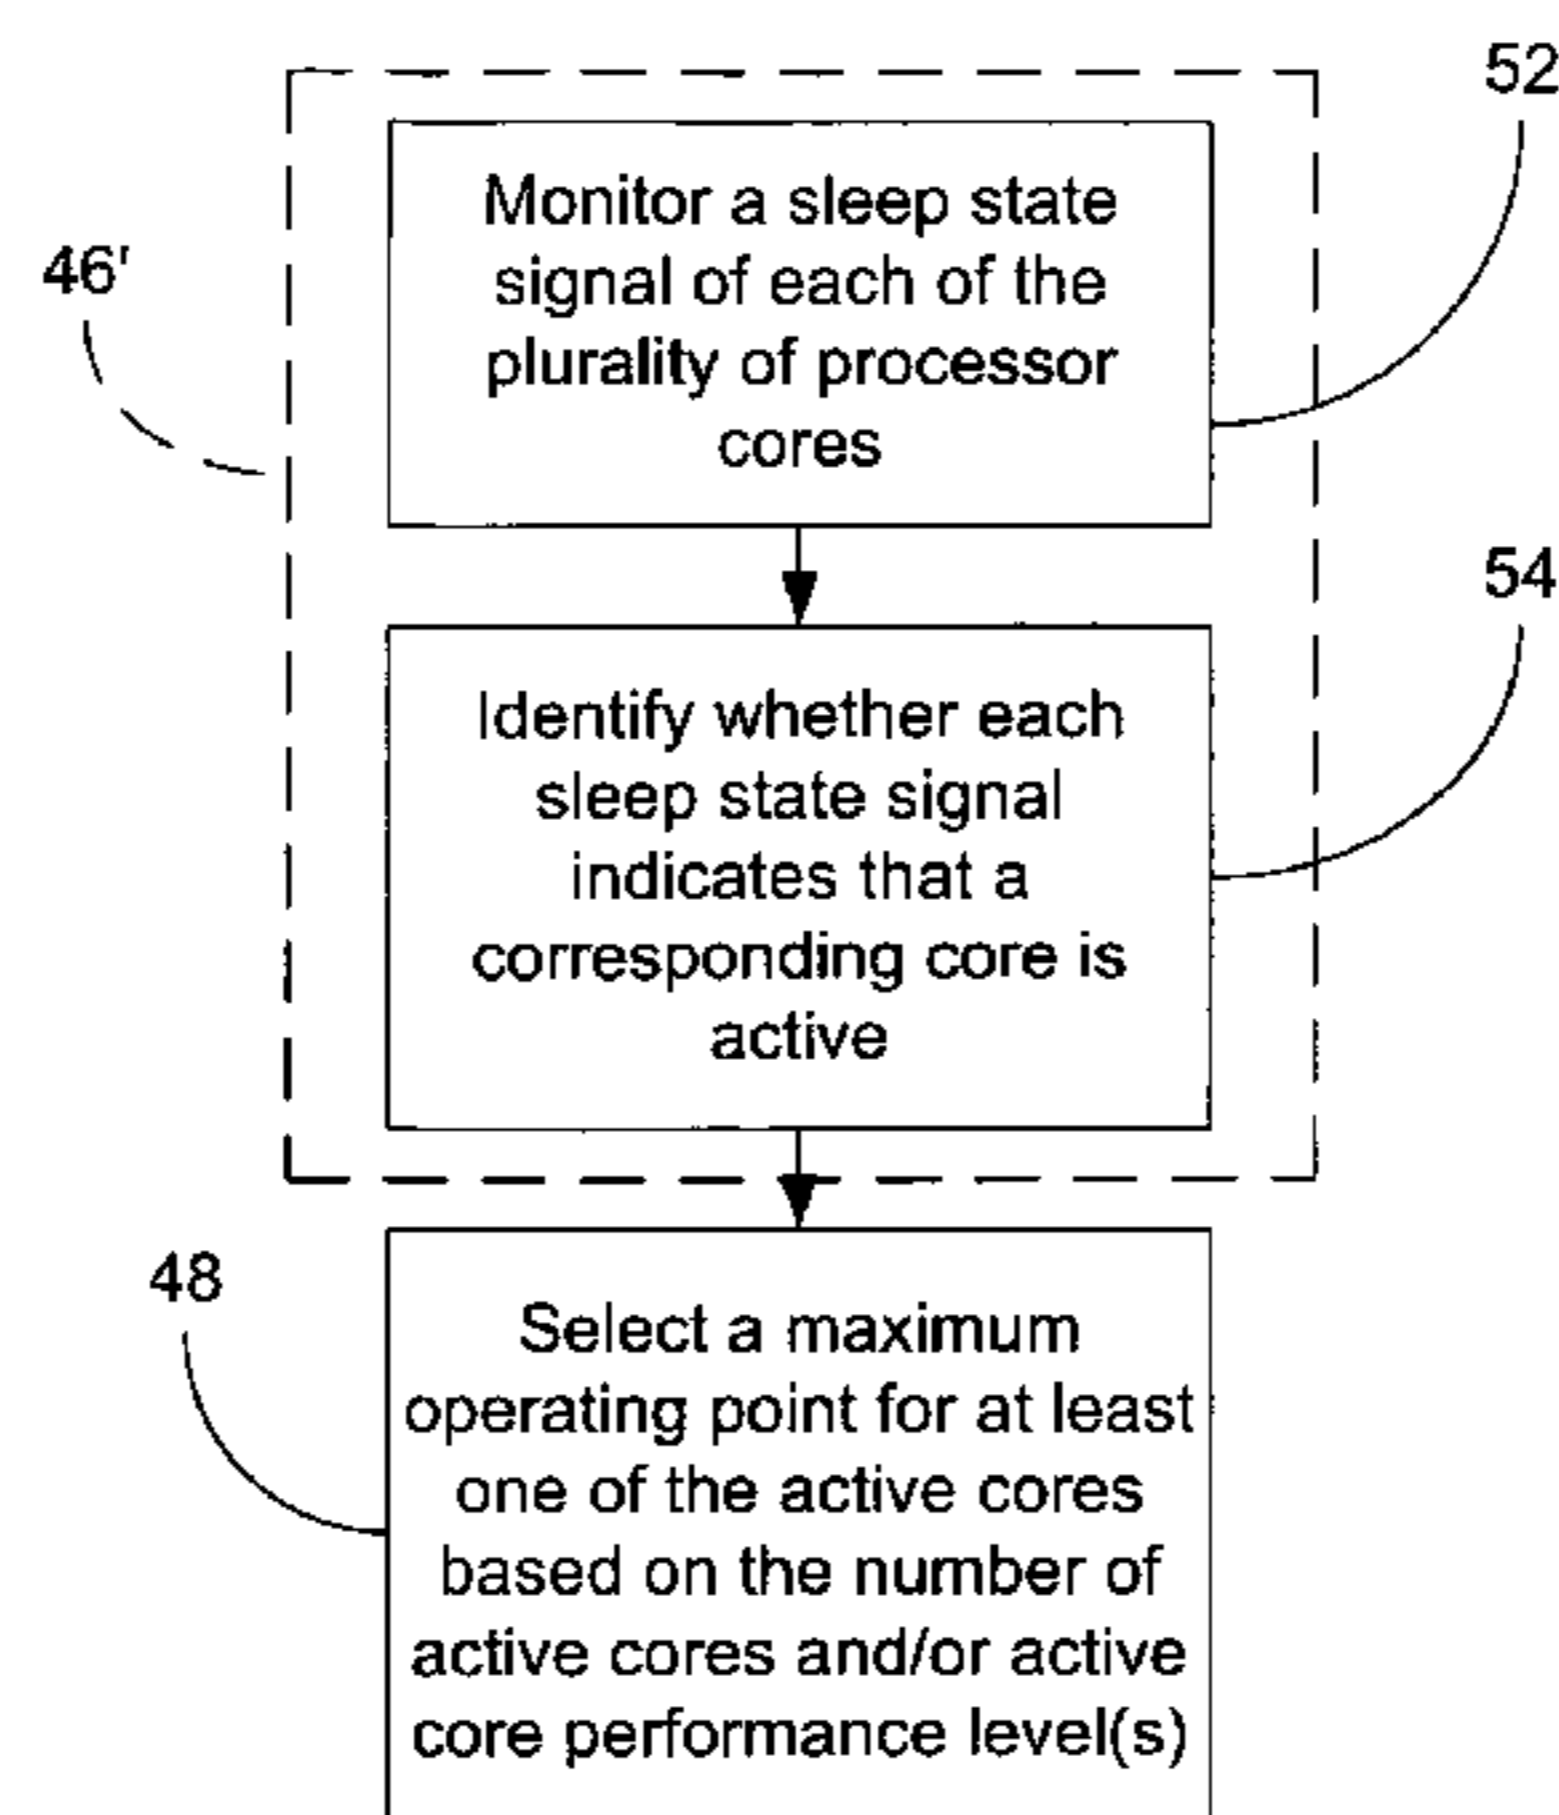 52
Monitor a sleep state
signal of each of the
plurality of processor
cores
46'
54
Identify whether each
sleep state signal
indicates that a
corresponding core is
active
48
Select a maximum
operating point for at least
one of the active cores
based on the number of
active cores and/or active
core performance level(s)